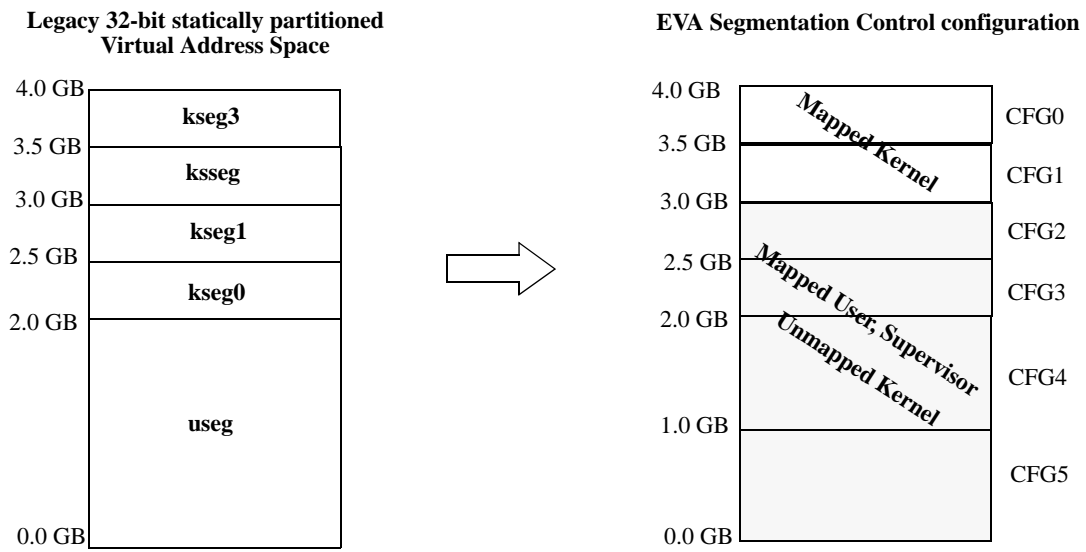 Legacy 32-bit statically partitioned
Virtual Address Space
4.0 GB
kseg3
3.5 GB
ksseg
3.0 GB
kseg1
2.5 GB
kseg0
2.0 GB
useg
0.0 GB
EVA Segmentation Control configuration
4.0 GB
CFG0
Mapped Kernel
3.5 GB
CFG1
3.0 GB
CFG2
2.5 GB
Mapped User, Supervisor
CFG3
2.0 GB
Unmapped Kernel
CFG4
1.0 GB
CFG5
0.0 GB